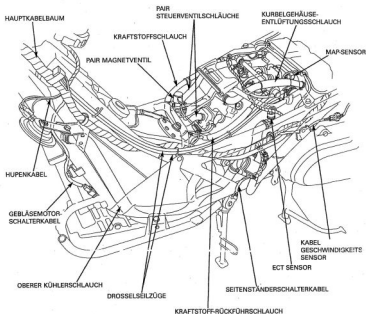 HAUPTKABELBAUM
PAIR
STEUERVENTILSCHLÄUCHE
KRAFTSTOFFSCHLAUCH
KURBELGEHÄUSE-
ENTLÜFTUNGSSCHLAUCH
MAP-SENSOR
PAIR MAGNETVENTIL
HUPENKABEL
GEBLÄSEMOTOR-
SCHALTERKABEL
OBERER KÜHLERSCHLAUCH
DROSSELSEILZÜGE
KRAFTSTOFF-RÜCKFÜHRSCHLAUCH
SEITENSTÄNDERSCHALTERKABEL
ECT SENSOR
KABEL
GESCHWINDIGKEITS
SENSOR